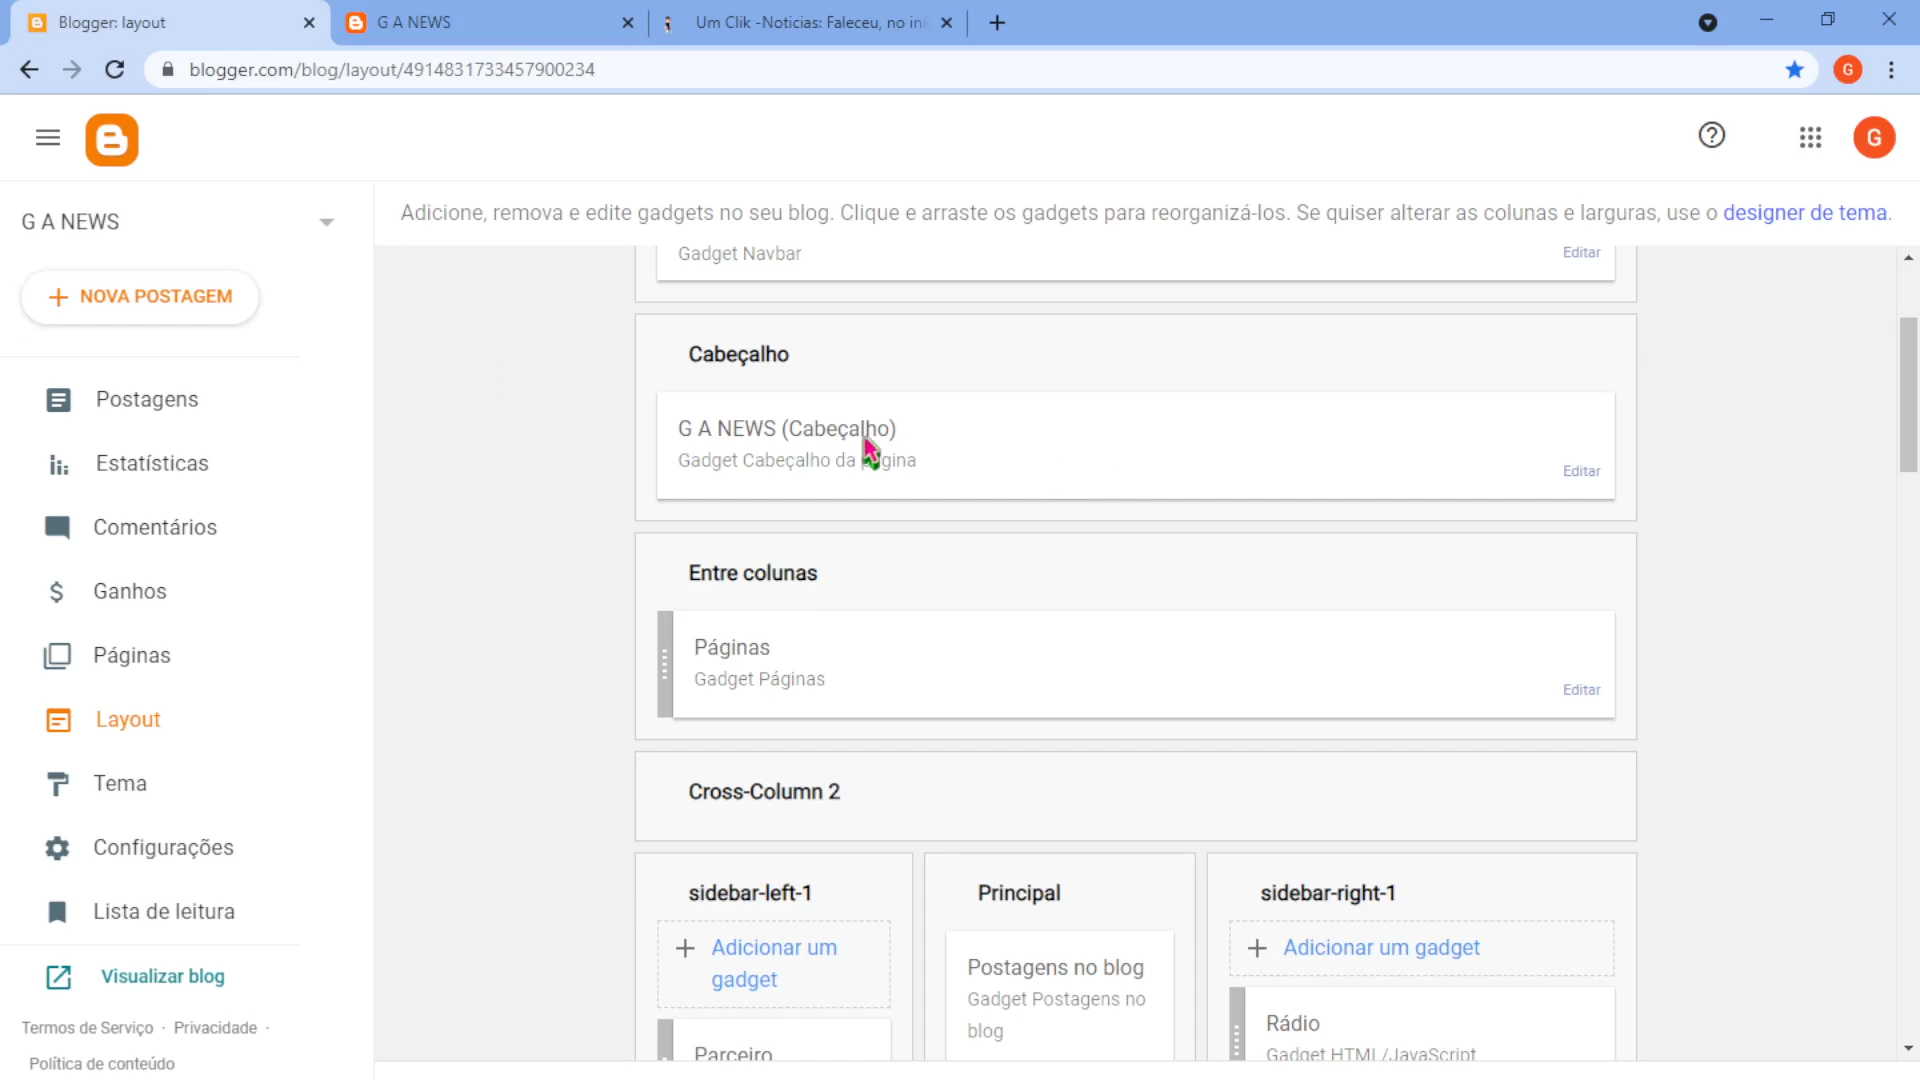 Blogger: layout
G A NEWS
Um Clik -Noticias: Faleceu, no in
blogger.com/blog/layout/4914831733457900234
G
G
G A NEWS
Adicione, remova e edite gadgets no seu blog. Clique e arraste os gadgets para reorganizá-los. Se quiser alterar as colunas e larguras, use o designer de tema.
NOVA POSTAGEM
Postagens
Estatísticas
Comentários
Ganhos
Páginas
Layout
Tema
Configurações
Lista de leitura
Visualizar blog
Termos de Serviço · Privacidade ·
Política de conteúdo
Gadget Navbar
Editar
Cabeçalho
G A NEWS (Cabeçalho)
Gadget Cabeçalho da página
Editar
Entre colunas
Páginas
Gadget Páginas
Editar
Cross-Column 2
sidebar-left-1
Adicionar um
gadget
Parceiro
Principal
Postagens no blog
Gadget Postagens no
blog
sidebar-right-1
Adicionar um gadget
Rádio
Gadget HTML/JavaScript